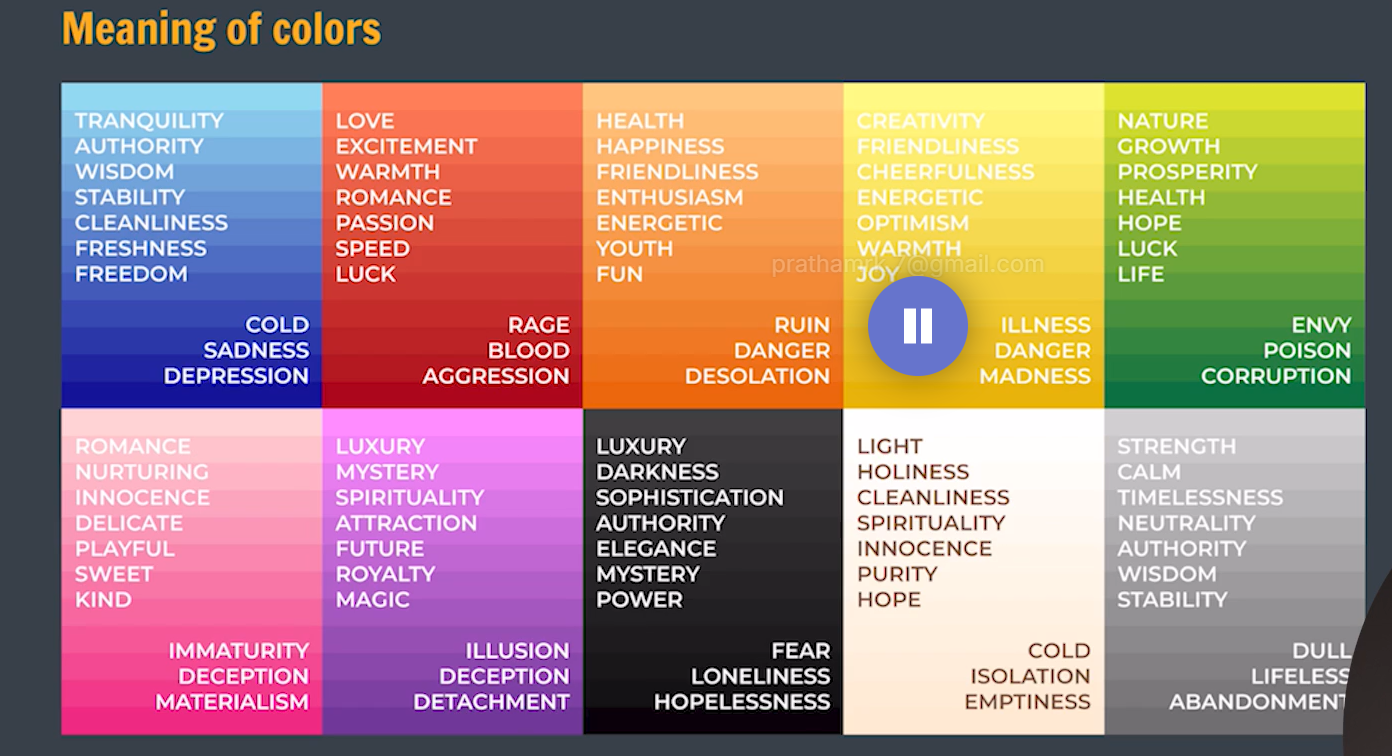 Meaning of colors
TRANQUILITY
AUTHORITY
WISDOM
STABILITY
CLEANLINESS
FRESHNESS
FREEDOM
COLD
SADNESS
DEPRESSION
LOVE
EXCITEMENT
WARMTH
ROMANCE
PASSION
SPEED
LUCK
RAGE
BLOOD
AGGRESSION
HEALTH
HAPPINESS
FRIENDLINESS
ENTHUSIASM
ENERGETIC
YOUTH
FUN
RUIN
DANGER
DESOLATION
CREATIVITY
FRIENDLINESS
CHEERFULNESS
ENERGETIC
OPTIMISM
WARMTH
JOY
ILLNESS
DANGER
MADNESS
NATURE
GROWTH
PROSPERITY
HEALTH
HOPE
LUCK
LIFE
ENVY
POISON
CORRUPTION
ROMANCE
NURTURING
INNOCENCE
DELICATE
PLAYFUL
SWEET
KIND
IMMATURITY
DECEPTION
MATERIALISM
LUXURY
MYSTERY
SPIRITUALITY
ATTRACTION
FUTURE
ROYALTY
MAGIC
ILLUSION
DECEPTION
DETACHMENT
LUXURY
DARKNESS
SOPHISTICATION
AUTHORITY
ELEGANCE
MYSTERY
POWER
FEAR
LONELINESS
HOPELESSNESS
LIGHT
HOLINESS
CLEANLINESS
SPIRITUALITY
INNOCENCE
PURITY
HOPE
COLD
ISOLATION
EMPTINESS
STRENGTH
CALM
TIMELESSNESS
NEUTRALITY
AUTHORITY
WISDOM
STABILITY
DULL
LIFELESS
ABANDONMENT